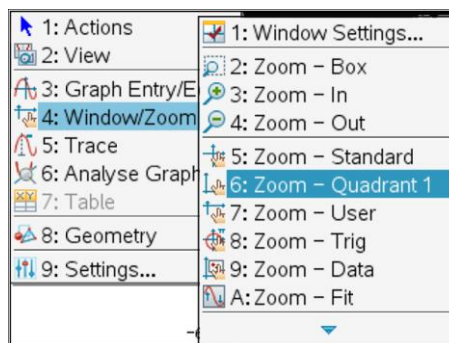 1: Actions
2: View
3: Graph Entry/E
4: Window/Zoom
5: Trace
6: Analyse Graph
7: Table
8: Geometry
9: Settings...
1: Window Settings...
2: Zoom – Box
3: Zoom – In
4: Zoom – Out
5: Zoom – Standard
6: Zoom – Quadrant 1
7: Zoom – User
8: Zoom – Trig
9: Zoom – Data
A: Zoom – Fit